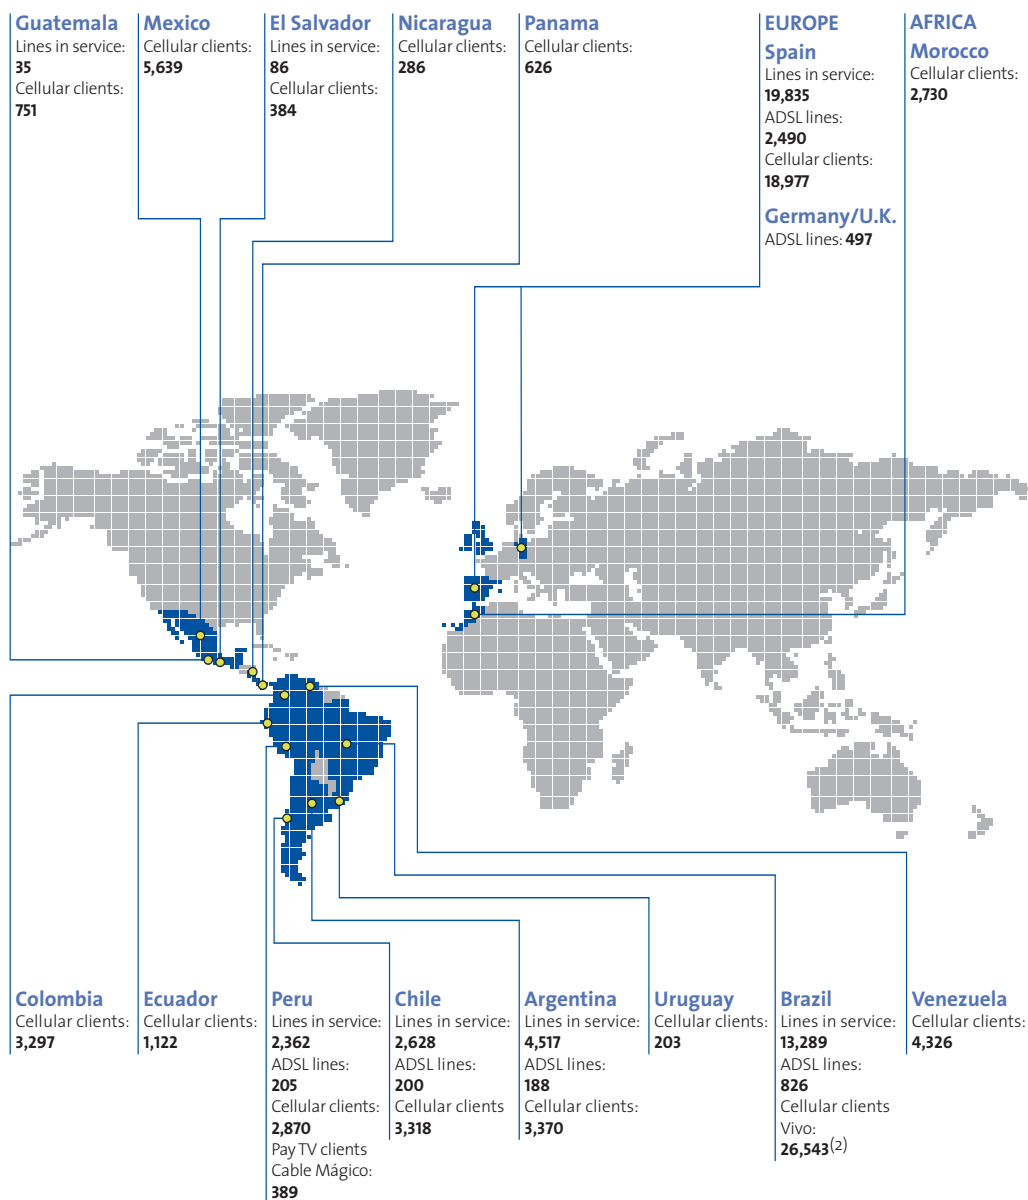 Guatemala
Lines in service:
35
Cellular clients:
751
Mexico
Cellular clients:
5,639
El Salvador
Lines in service:
86
Cellular clients:
384
Nicaragua
Cellular clients:
286
Panama
Cellular clients:
626
EUROPE
Spain
Lines in service:
19,835
ADSL lines:
2,490
Cellular clients:
18,977
Germany/U.K.
ADSL lines: 497
AFRICA
Morocco
Cellular clients:
2,730
Colombia
Cellular clients:
3,297
Ecuador
Cellular clients:
1,122
Peru
Lines in service:
2,362
ADSL lines:
205
Cellular clients:
2,870
Pay TV clients
Cable Mágico:
389
Chile
Lines in service:
2,628
ADSL lines:
200
Cellular clients
3,318
Argentina
Lines in service:
4,517
ADSL lines:
188
Cellular clients:
3,370
Uruguay
Cellular clients:
203
Brazil
Lines in service:
13,289
ADSL lines:
826
Cellular clients
Vivo:
26,543(2)
Venezuela
Cellular clients:
4,326